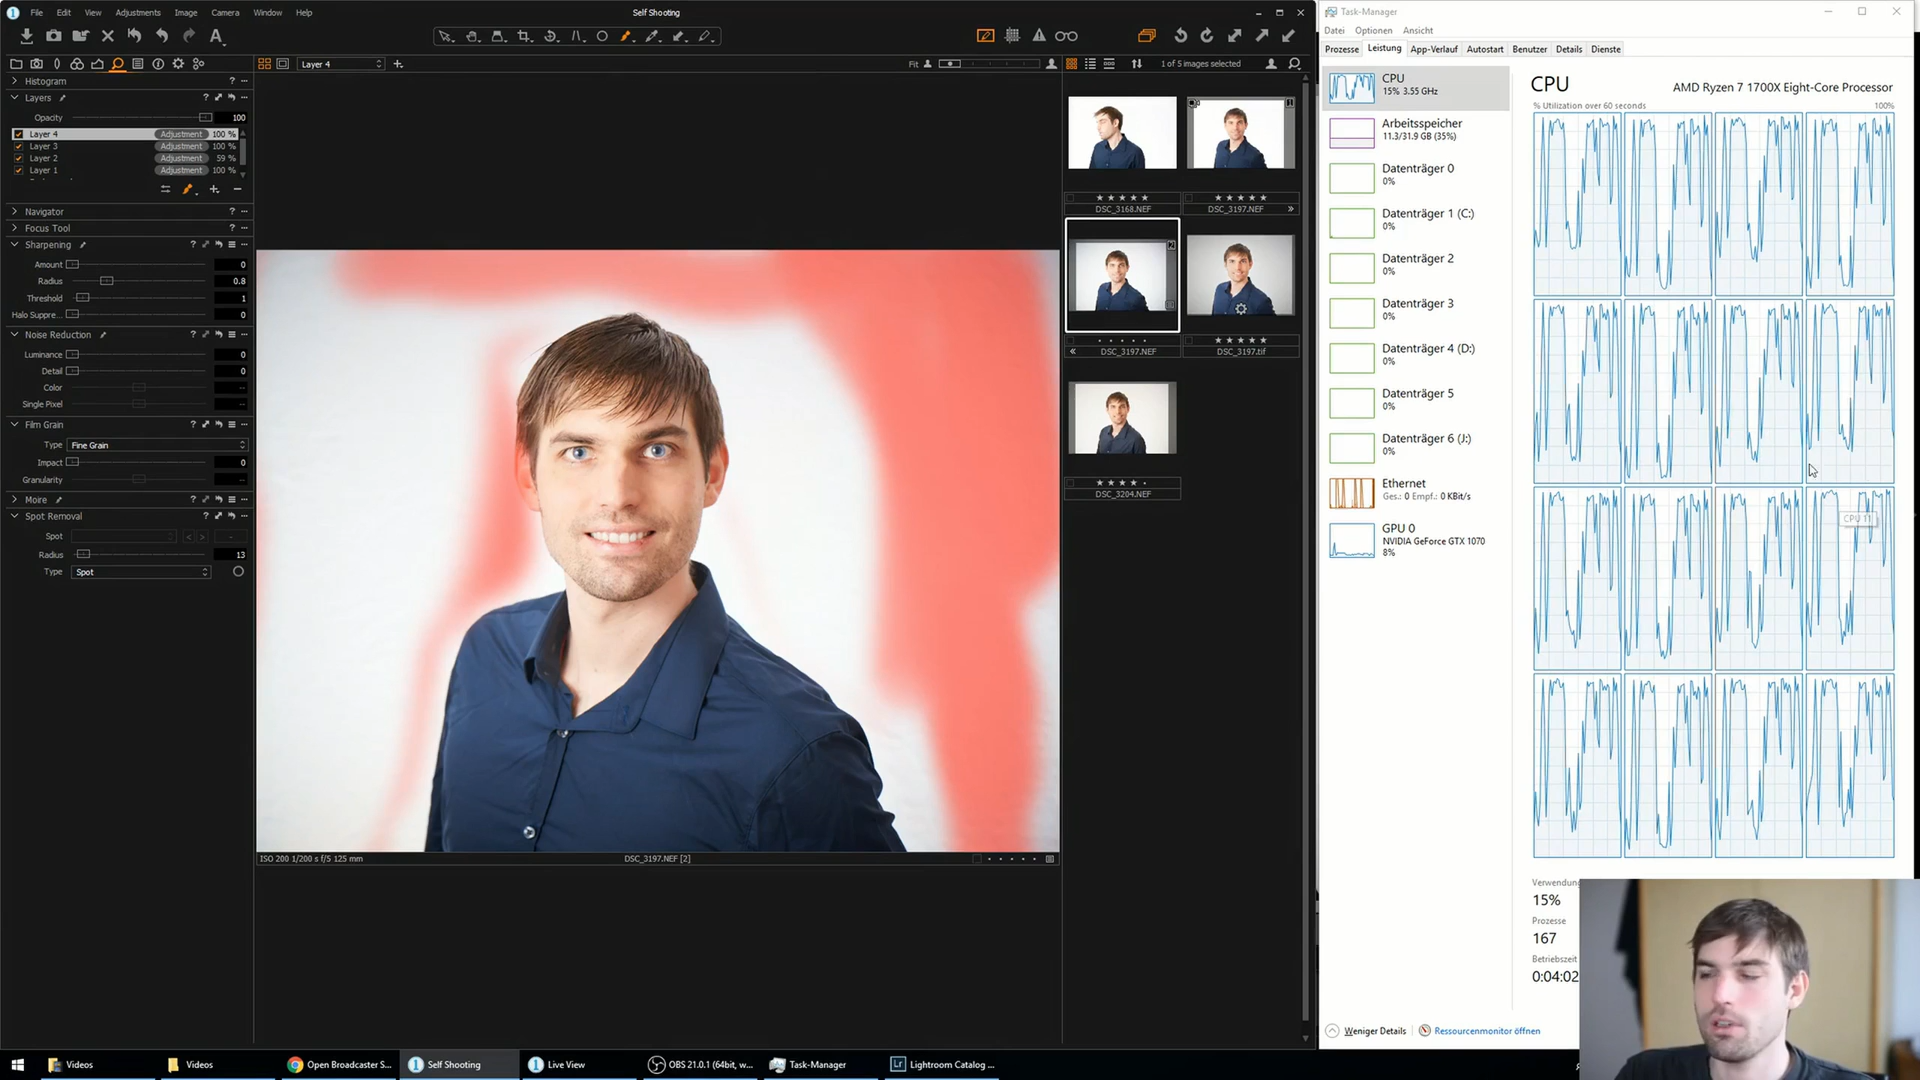 File Edit View Adjustments Image Camera Window Help
Self Shooting
Layer 4
Fit
1 of 5 images selected
Histogram
Layers
Opacity 100
Layer 4 Adjustment 100 %
Layer 3 Adjustment 100 %
Layer 2 Adjustment 59 %
Layer 1 Adjustment 100 %
Navigator
Focus Tool
Sharpening
Amount 0
Radius 0.8
Threshold 1
Halo Suppre... 0
Noise Reduction
Luminance 0
Detail 0
Color --
Single Pixel --
Film Grain
Type Fine Grain
Impact 0
Granularity --
Moire
Spot Removal
Spot
Radius 13
Type Spot
ISO 200 1/200 s f/5 125 mm
DSC_3197.NEF [2]
DSC_3168.NEF
DSC_3197.NEF
DSC_3197.NEF
DSC_3197.tif
DSC_3204.NEF
Task-Manager
Datei Optionen Ansicht
Prozesse Leistung App-Verlauf Autostart Benutzer Details Dienste
CPU
15% 3.55 GHz
Arbeitsspeicher
11.3/31.9 GB (35%)
Datenträger 0
0%
Datenträger 1 (C:)
0%
Datenträger 2
0%
Datenträger 3
0%
Datenträger 4 (D:)
0%
Datenträger 5
0%
Datenträger 6 (J:)
0%
Ethernet
Ges.: 0 Empf.: 0 KBit/s
GPU 0
NVIDIA GeForce GTX 1070
8%
CPU
AMD Ryzen 7 1700X Eight-Core Processor
% Utilization over 60 seconds 100%
CPU 11
Verwendung
15%
Prozesse
167
Betriebszeit
0:04:02
Weniger Details
Ressourcenmonitor öffnen
Videos
Videos
Open Broadcaster S...
Self Shooting
Live View
OBS 21.0.1 (64bit, w...
Task-Manager
Lr Lightroom Catalog ...